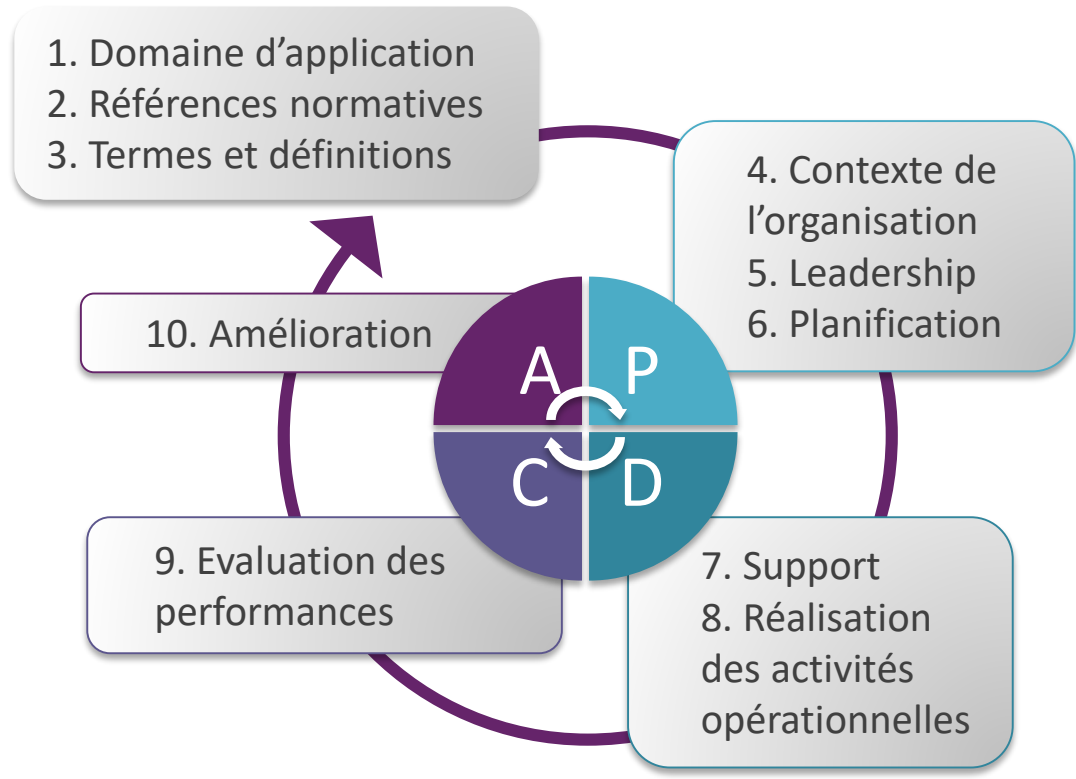 1. Domaine d’application
2. Références normatives
3. Termes et définitions
4. Contexte de
l’organisation
5. Leadership
6. Planification
10. Amélioration
A
P
C
D
9. Evaluation des
performances
7. Support
8. Réalisation
des activités
opérationnelles